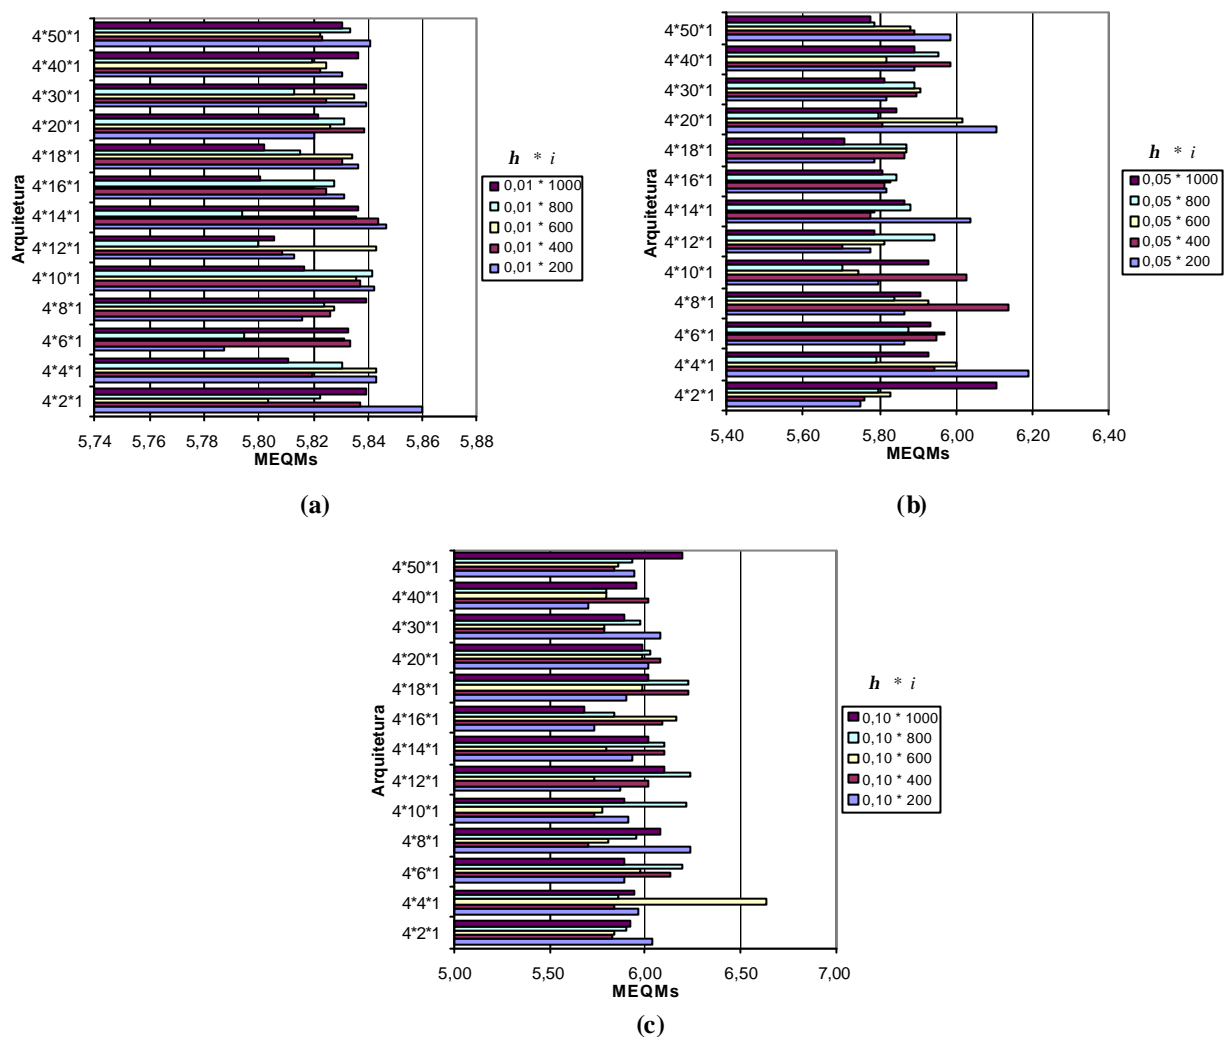 Arquitetura
4*50*1
4*40*1
4*30*1
4*20*1
4*18*1
4*16*1
4*14*1
4*12*1
4*10*1
4*8*1
4*6*1
4*4*1
4*2*1
5,74 5,76 5,78 5,80 5,82 5,84 5,86 5,88
MEQMs
h * i
0,01 * 1000
0,01 * 800
0,01 * 600
0,01 * 400
0,01 * 200
(a)
Arquitetura
4*50*1
4*40*1
4*30*1
4*20*1
4*18*1
4*16*1
4*14*1
4*12*1
4*10*1
4*8*1
4*6*1
4*4*1
4*2*1
5,40 5,60 5,80 6,00 6,20 6,40
MEQMs
h * i
0,05 * 1000
0,05 * 800
0,05 * 600
0,05 * 400
0,05 * 200
(b)
Arquitetura
4*50*1
4*40*1
4*30*1
4*20*1
4*18*1
4*16*1
4*14*1
4*12*1
4*10*1
4*8*1
4*6*1
4*4*1
4*2*1
5,00 5,50 6,00 6,50 7,00
MEQMs
h * i
0,10 * 1000
0,10 * 800
0,10 * 600
0,10 * 400
0,10 * 200
(c)